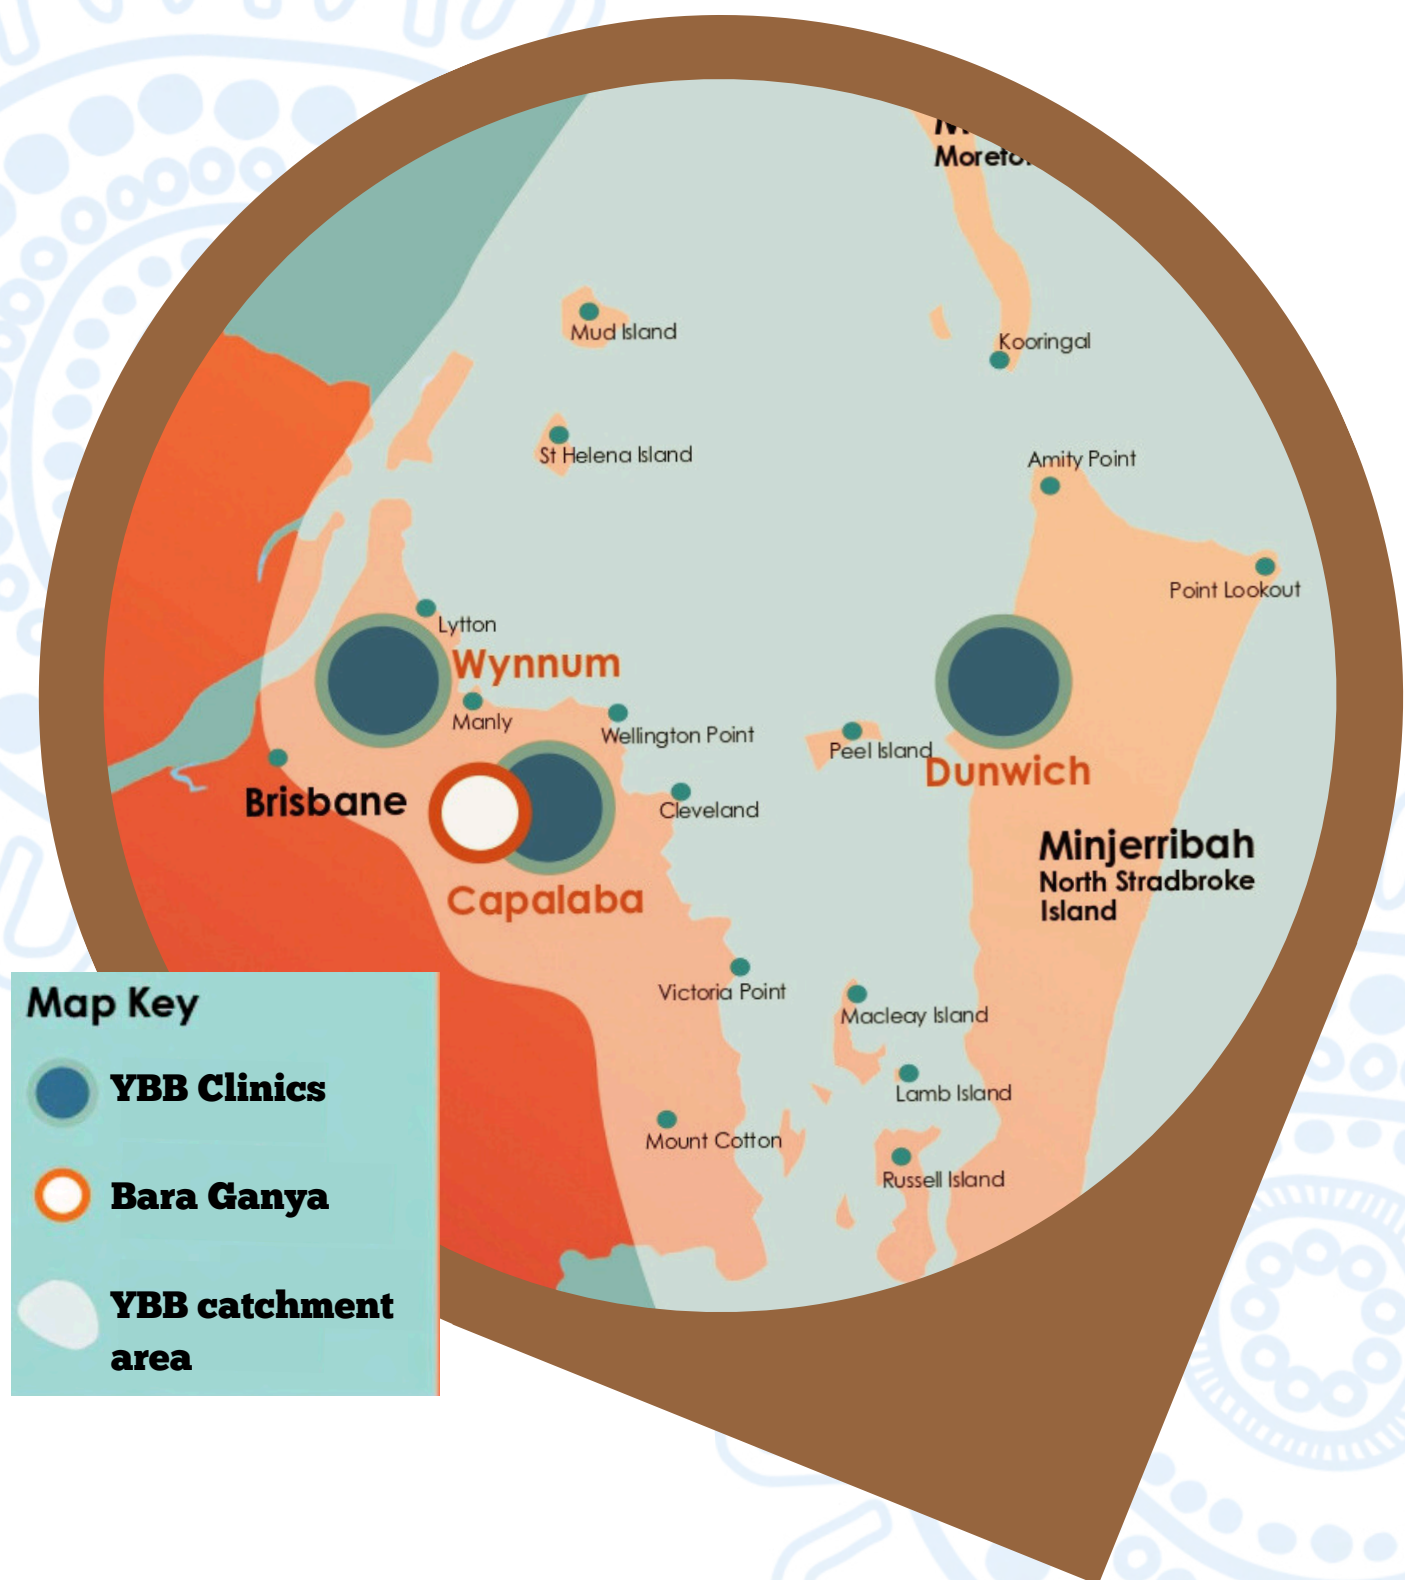 Moreto
Mud Island
Kooringal
St Helena Island
Amity Point
Point Lookout
Lytton
Wynnum
Manly
Wellington Point
Peel Island
Dunwich
Brisbane
Cleveland
Minjerribah
North Stradbroke
Island
Capalaba
Victoria Point
Macleay Island
Lamb Island
Mount Cotton
Russell Island
Map Key
YBB Clinics
Bara Ganya
YBB catchment
area